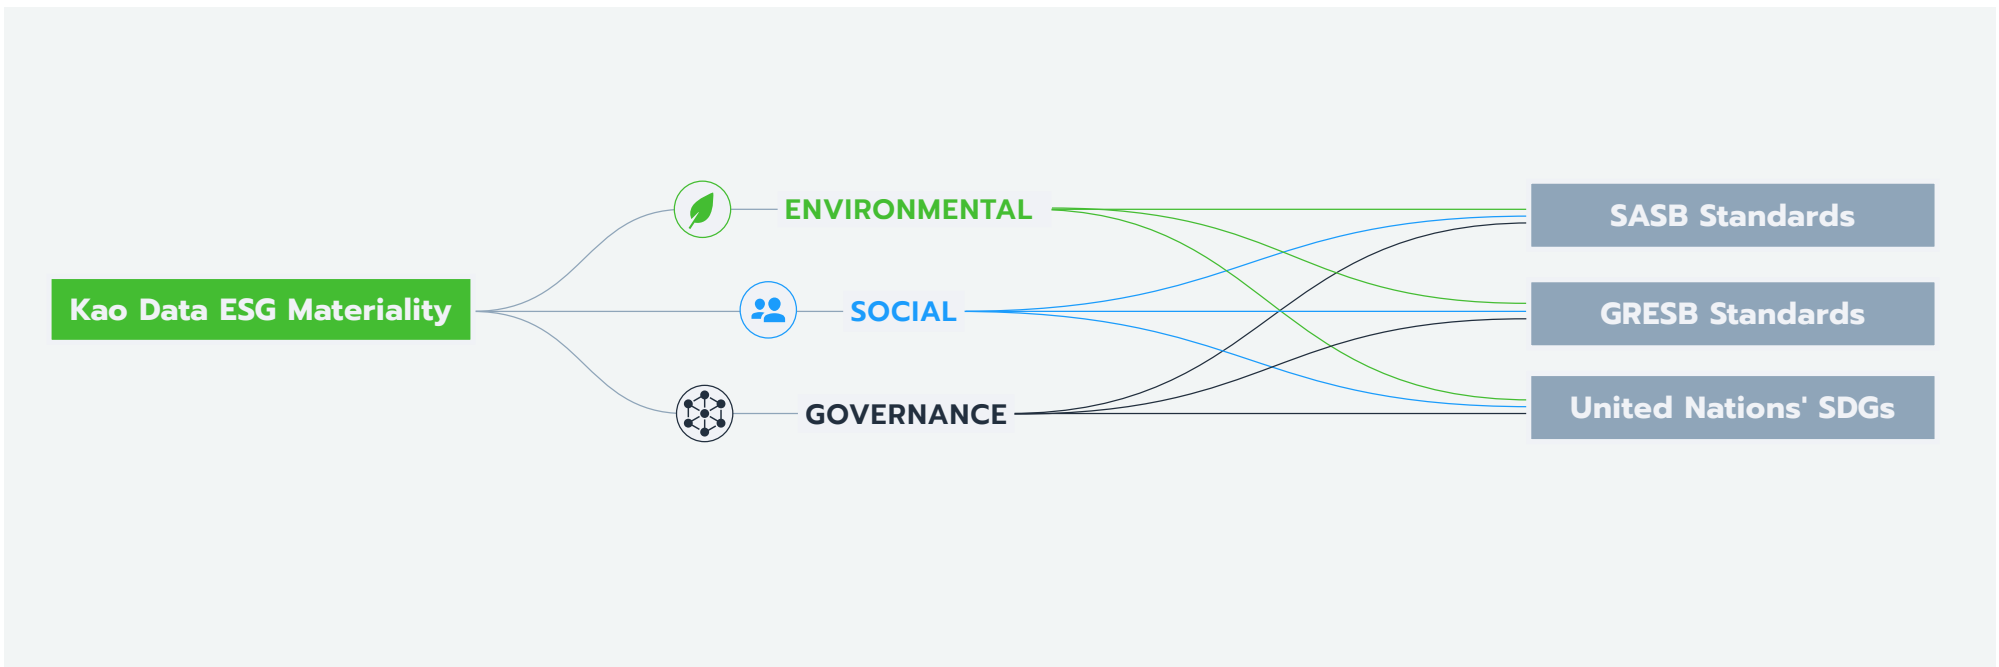 Kao Data ESG Materiality
ENVIRONMENTAL
SOCIAL
GOVERNANCE
SASB Standards
GRESB Standards
United Nations' SDGs